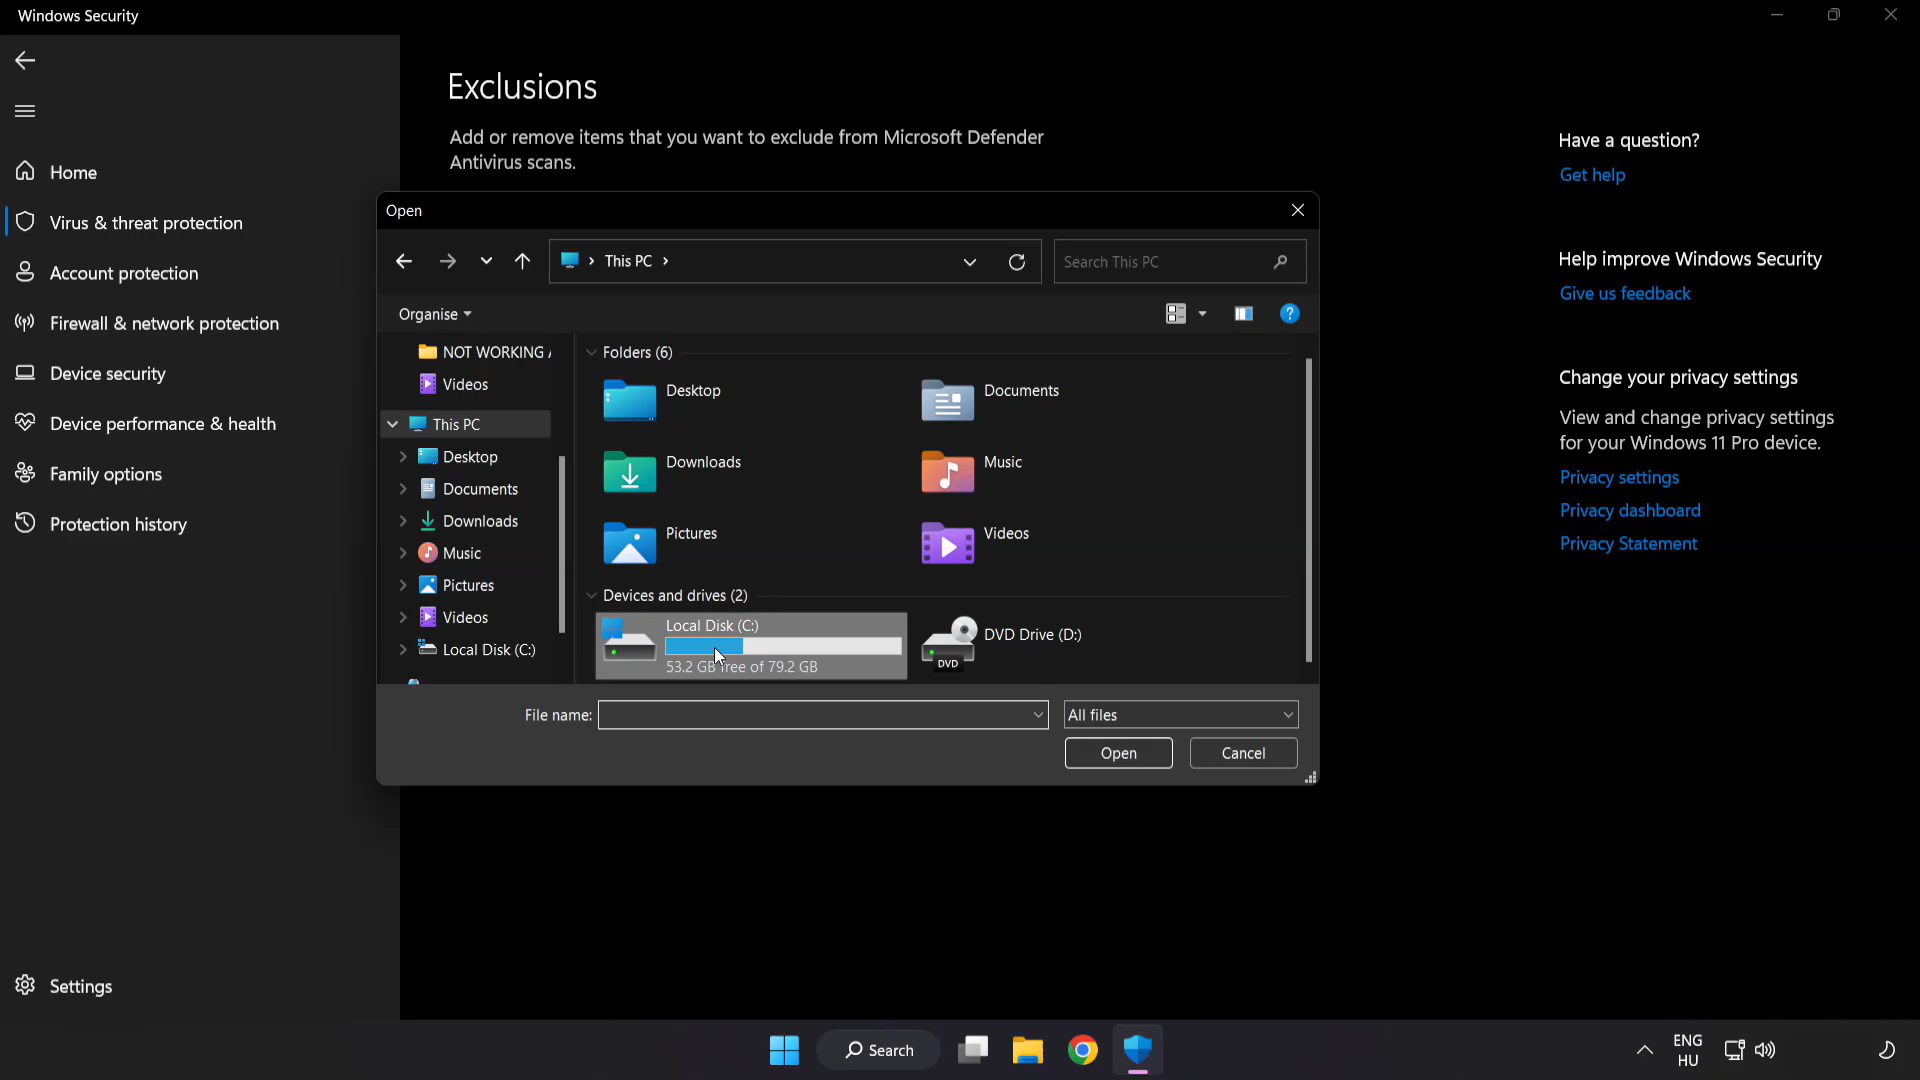 Windows Security
Exclusions
Add or remove items that you want to exclude from Microsoft Defender
Antivirus scans.
Home
Virus & threat protection
Account protection
Firewall & network protection
Device security
Device performance & health
Family options
Protection history
Settings
Have a question?
Get help
Help improve Windows Security
Give us feedback
Change your privacy settings
View and change privacy settings
for your Windows 11 Pro device.
Privacy settings
Privacy dashboard
Privacy Statement
Open
This PC
Search This PC
Organise
NOT WORKING
Videos
This PC
Desktop
Documents
Downloads
Music
Pictures
Videos
Local Disk (C:)
Folders (6)
Desktop
Documents
Downloads
Music
Pictures
Videos
Devices and drives (2)
Local Disk (C:)
53.2 GB free of 79.2 GB
DVD Drive (D:)
DVD
File name:
All files
Open
Cancel
Search
ENG
HU